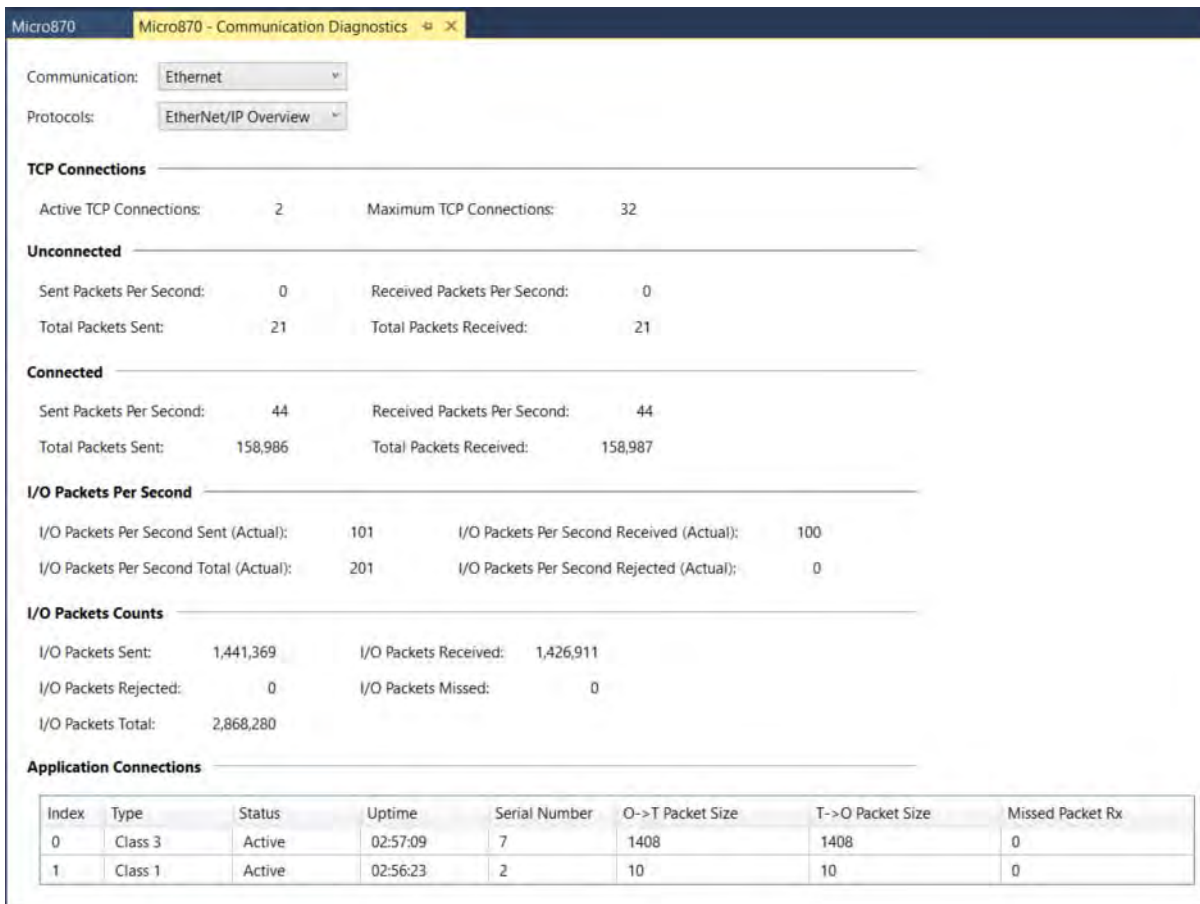 Micro870 Micro870 - Communication Diagnostics
Communication: Ethernet
Protocols: EtherNet/IP Overview
TCP Connections
Active TCP Connections: 2 Maximum TCP Connections: 32
Unconnected
Sent Packets Per Second: 0 Received Packets Per Second: 0
Total Packets Sent: 21 Total Packets Received: 21
Connected
Sent Packets Per Second: 44 Received Packets Per Second: 44
Total Packets Sent: 158,986 Total Packets Received: 158,987
I/O Packets Per Second
I/O Packets Per Second Sent (Actual): 101 I/O Packets Per Second Received (Actual): 100
I/O Packets Per Second Total (Actual): 201 I/O Packets Per Second Rejected (Actual): 0
I/O Packets Counts
I/O Packets Sent: 1,441,369 I/O Packets Received: 1,426,911
I/O Packets Rejected: 0 I/O Packets Missed: 0
I/O Packets Total: 2,868,280
Application Connections
Index Type Status Uptime Serial Number O->T Packet Size T->O Packet Size Missed Packet Rx
0 Class 3 Active 02:57:09 7 1408 1408 0
1 Class 1 Active 02:56:23 2 10 10 0